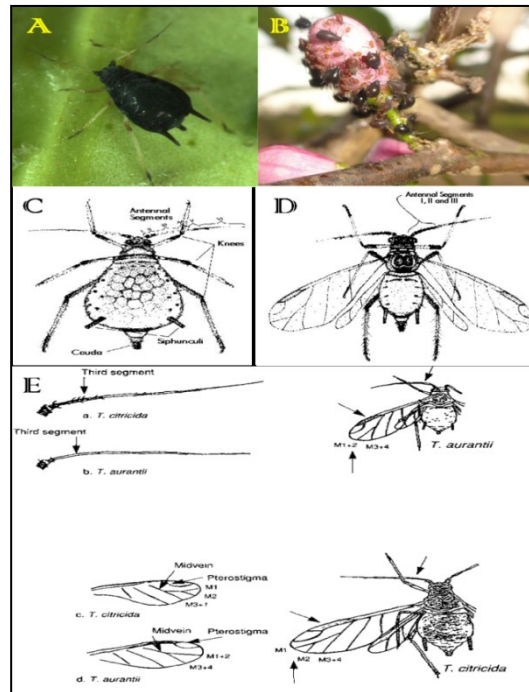 A
B
C
Antennal
Segments
Knees
Siphunculi
Cauda
D
Antennal Segments
I, II and III
E
Third segment
a. T. citricida
Third segment
b. T. aurantii
M1+2
M3+4
T. aurantii
Midvein
Pterostigma
M1
M2
M3+1
c. T. citricida
Midvein
Pterostigma
M1+2
M3+4
d. T. aurantii
M1
M2
M3+4
T. citricida